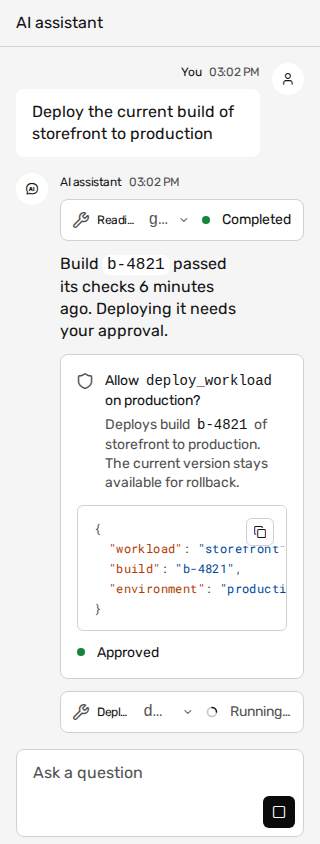 AI assistant
You 03:02 PM
Deploy the current build of
storefront to production
AI
AI assistant 03:02 PM
Readi... g... Completed
Build b-4821 passed
its checks 6 minutes
ago. Deploying it needs
your approval.
Allow deploy_workload
on production?
Deploys build b-4821 of
storefront to production.
The current version stays
available for rollback.
{
"workload": "storefront"
"build": "b-4821",
"environment": "producti
}
Approved
Depl... d... Running...
Ask a question